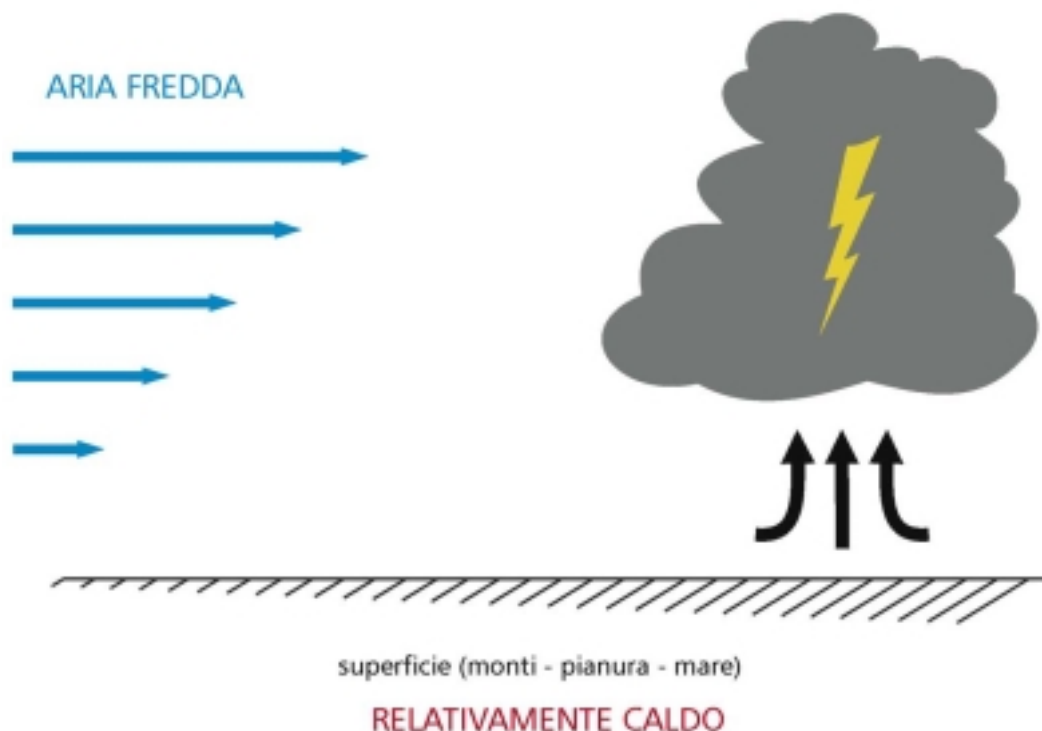 ARIA FREDDA
superficie (monti - pianura - mare)
RELATIVAMENTE CALDO